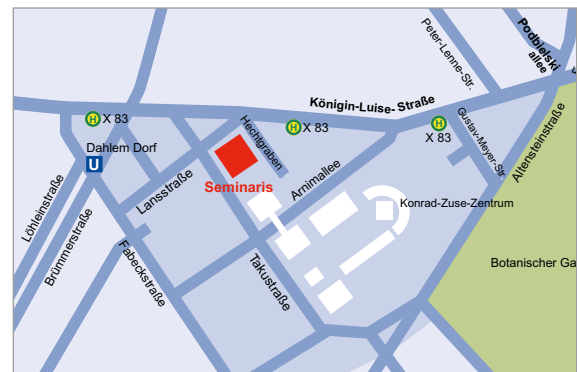 Peter-Lenne-Str.
Podbielski
allee
Königin-Luise-Straße
H X 83
H X 83
H
X 83
Hechtgraben
Gustav-Meyer-Str.
Altensteinstraße
Dahlem Dorf
U
Seminaris
Lansstraße
Arnimallee
Löhleinstraße
Brümmerstraße
Fabeckstraße
Takustraße
Konrad-Zuse-Zentrum
Botanischer Ga